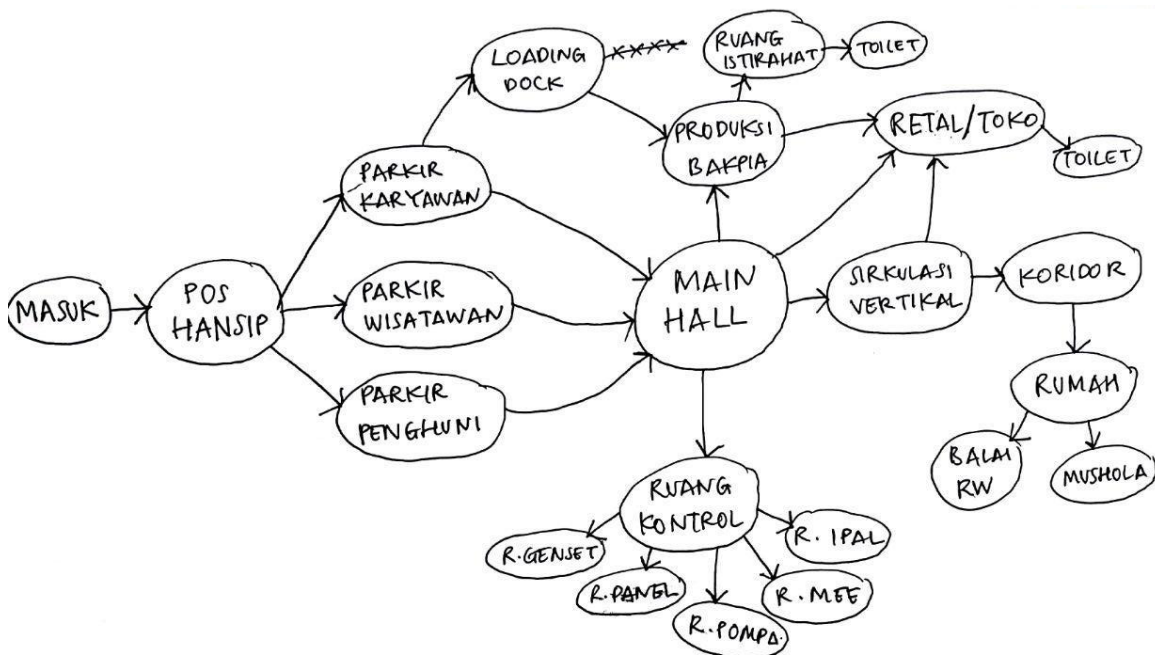 LOADING
DOCK
RUANG
ISTIRAHAT
TOILET
PRODUKSI
BAKPIA
RETAL/TOKO
TOILET
PARKIR
KARYAWAN
MASUK
POS
HANSIP
PARKIR
WISATAWAN
MAIN
HALL
SIRKULASI
VERTIKAL
KORIDOR
PARKIR
PENGHUNI
RUMAH
BALAI
RW
MUSHOLA
RUANG
KONTROL
R.GENSET
R.PANEL
R.POMPA.
R.MEE
R. IPAL